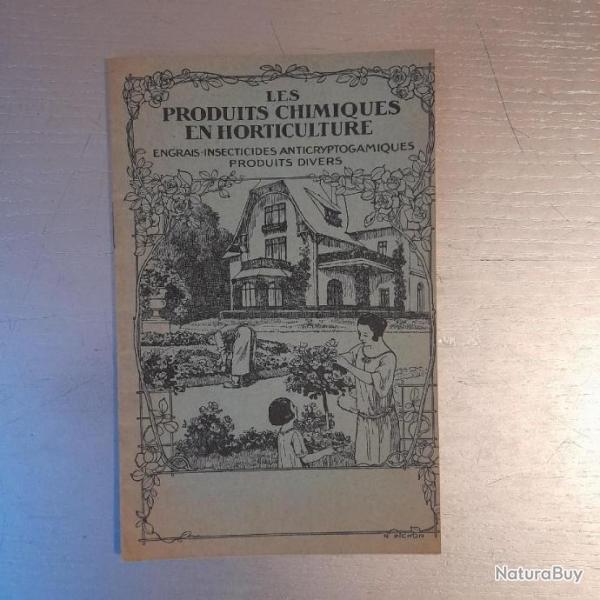 LES
PRODUITS CHIMIQUES
EN HORTICULTURE
ENGRAIS-INSECTICIDES ANTICRYPTOGAMIQUES
PRODUITS DIVERS
NaturaBuy